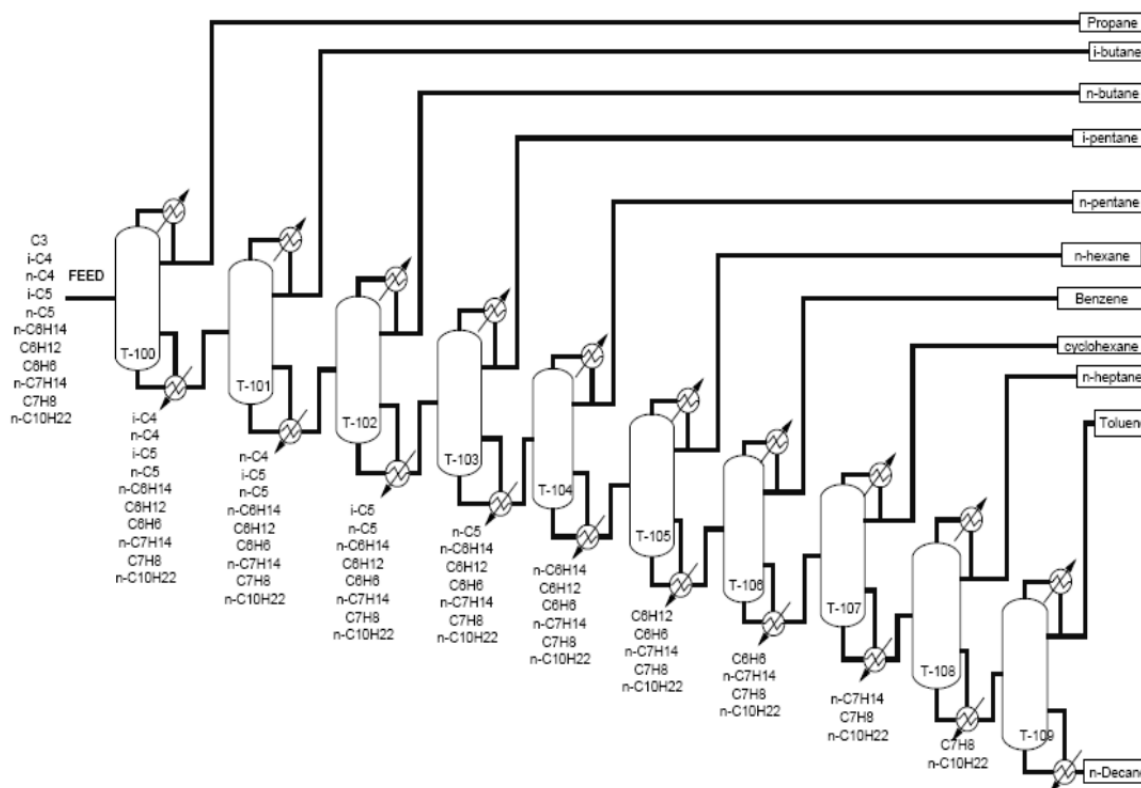 Propane
i-butane
n-butane
i-pentane
n-pentane
n-hexane
Benzene
cyclohexane
n-heptane
Toluene
n-Decane
FEED
C3
i-C4
n-C4
i-C5
n-C5
n-C6H14
C6H12
C6H6
n-C7H14
C7H8
n-C10H22
T-100
i-C4
n-C4
i-C5
n-C5
n-C6H14
C6H12
C6H6
n-C7H14
C7H8
n-C10H22
T-101
n-C4
i-C5
n-C5
n-C6H14
C6H12
C6H6
n-C7H14
C7H8
n-C10H22
T-102
i-C5
n-C5
n-C6H14
C6H12
C6H6
n-C7H14
C7H8
n-C10H22
T-103
n-C5
n-C6H14
C6H12
C6H6
n-C7H14
C7H8
n-C10H22
T-104
n-C6H14
C6H12
C6H6
n-C7H14
C7H8
n-C10H22
T-105
C6H12
C6H6
n-C7H14
C7H8
n-C10H22
T-106
C6H6
n-C7H14
C7H8
n-C10H22
T-107
n-C7H14
C7H8
n-C10H22
T-108
C7H8
n-C10H22
T-109